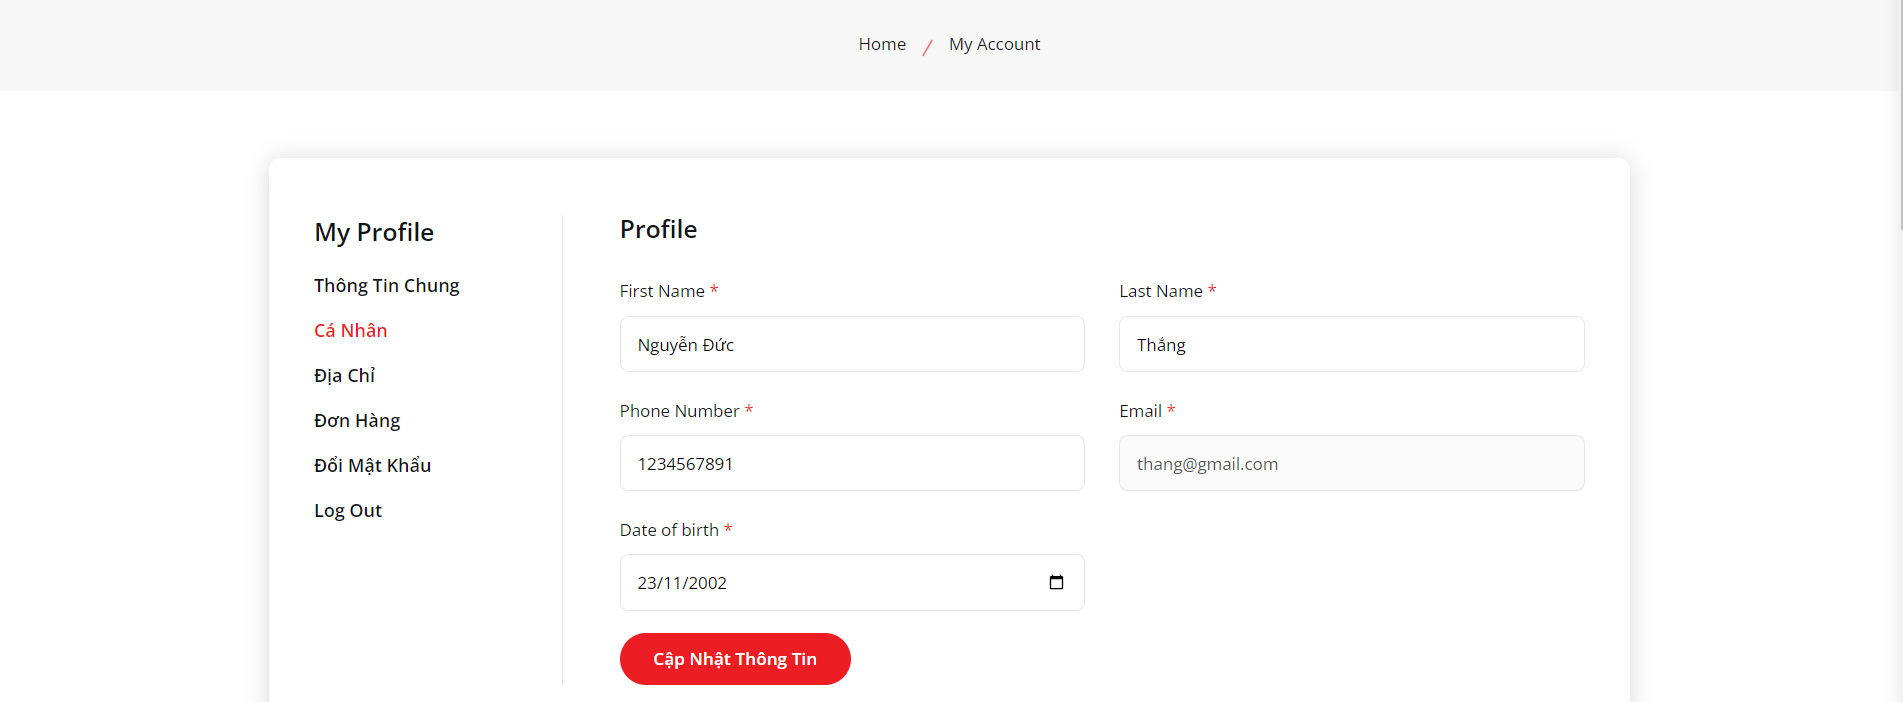 Home / My Account
My Profile
Thông Tin Chung
Cá Nhân
Địa Chỉ
Đơn Hàng
Đổi Mật Khẩu
Log Out
Profile
First Name *
Nguyễn Đức
Last Name *
Thắng
Phone Number *
1234567891
Email *
thang@gmail.com
Date of birth *
23/11/2002
Cập Nhật Thông Tin